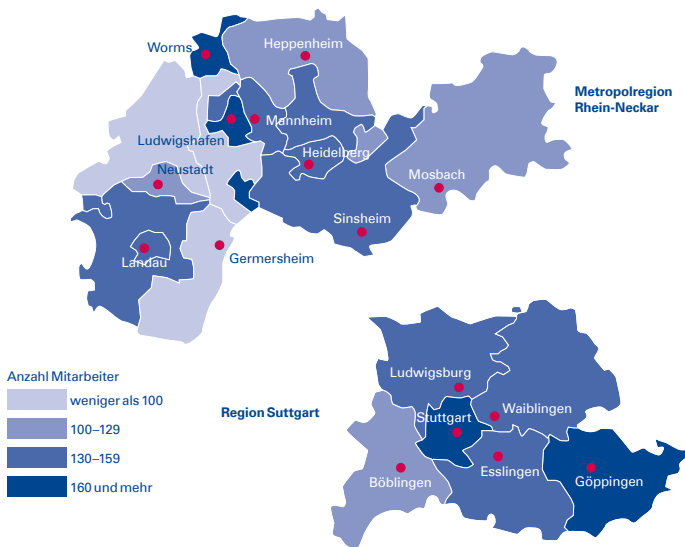 Worms
Heppenheim
Metropolregion
Rhein-Neckar
Mannheim
Ludwigshafen
Heidelberg
Neustadt
Mosbach
Sinsheim
Landau
Germersheim
Ludwigsburg
Anzahl Mitarbeiter
weniger als 100
Region Suttgart
Stuttgart
Waiblingen
100–129
130–159
Esslingen
Böblingen
Göppingen
160 und mehr